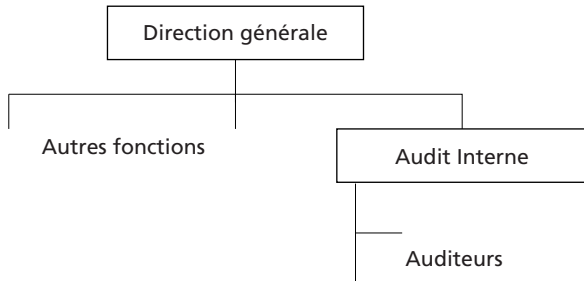 Direction générale
Autres fonctions
Audit Interne
Auditeurs